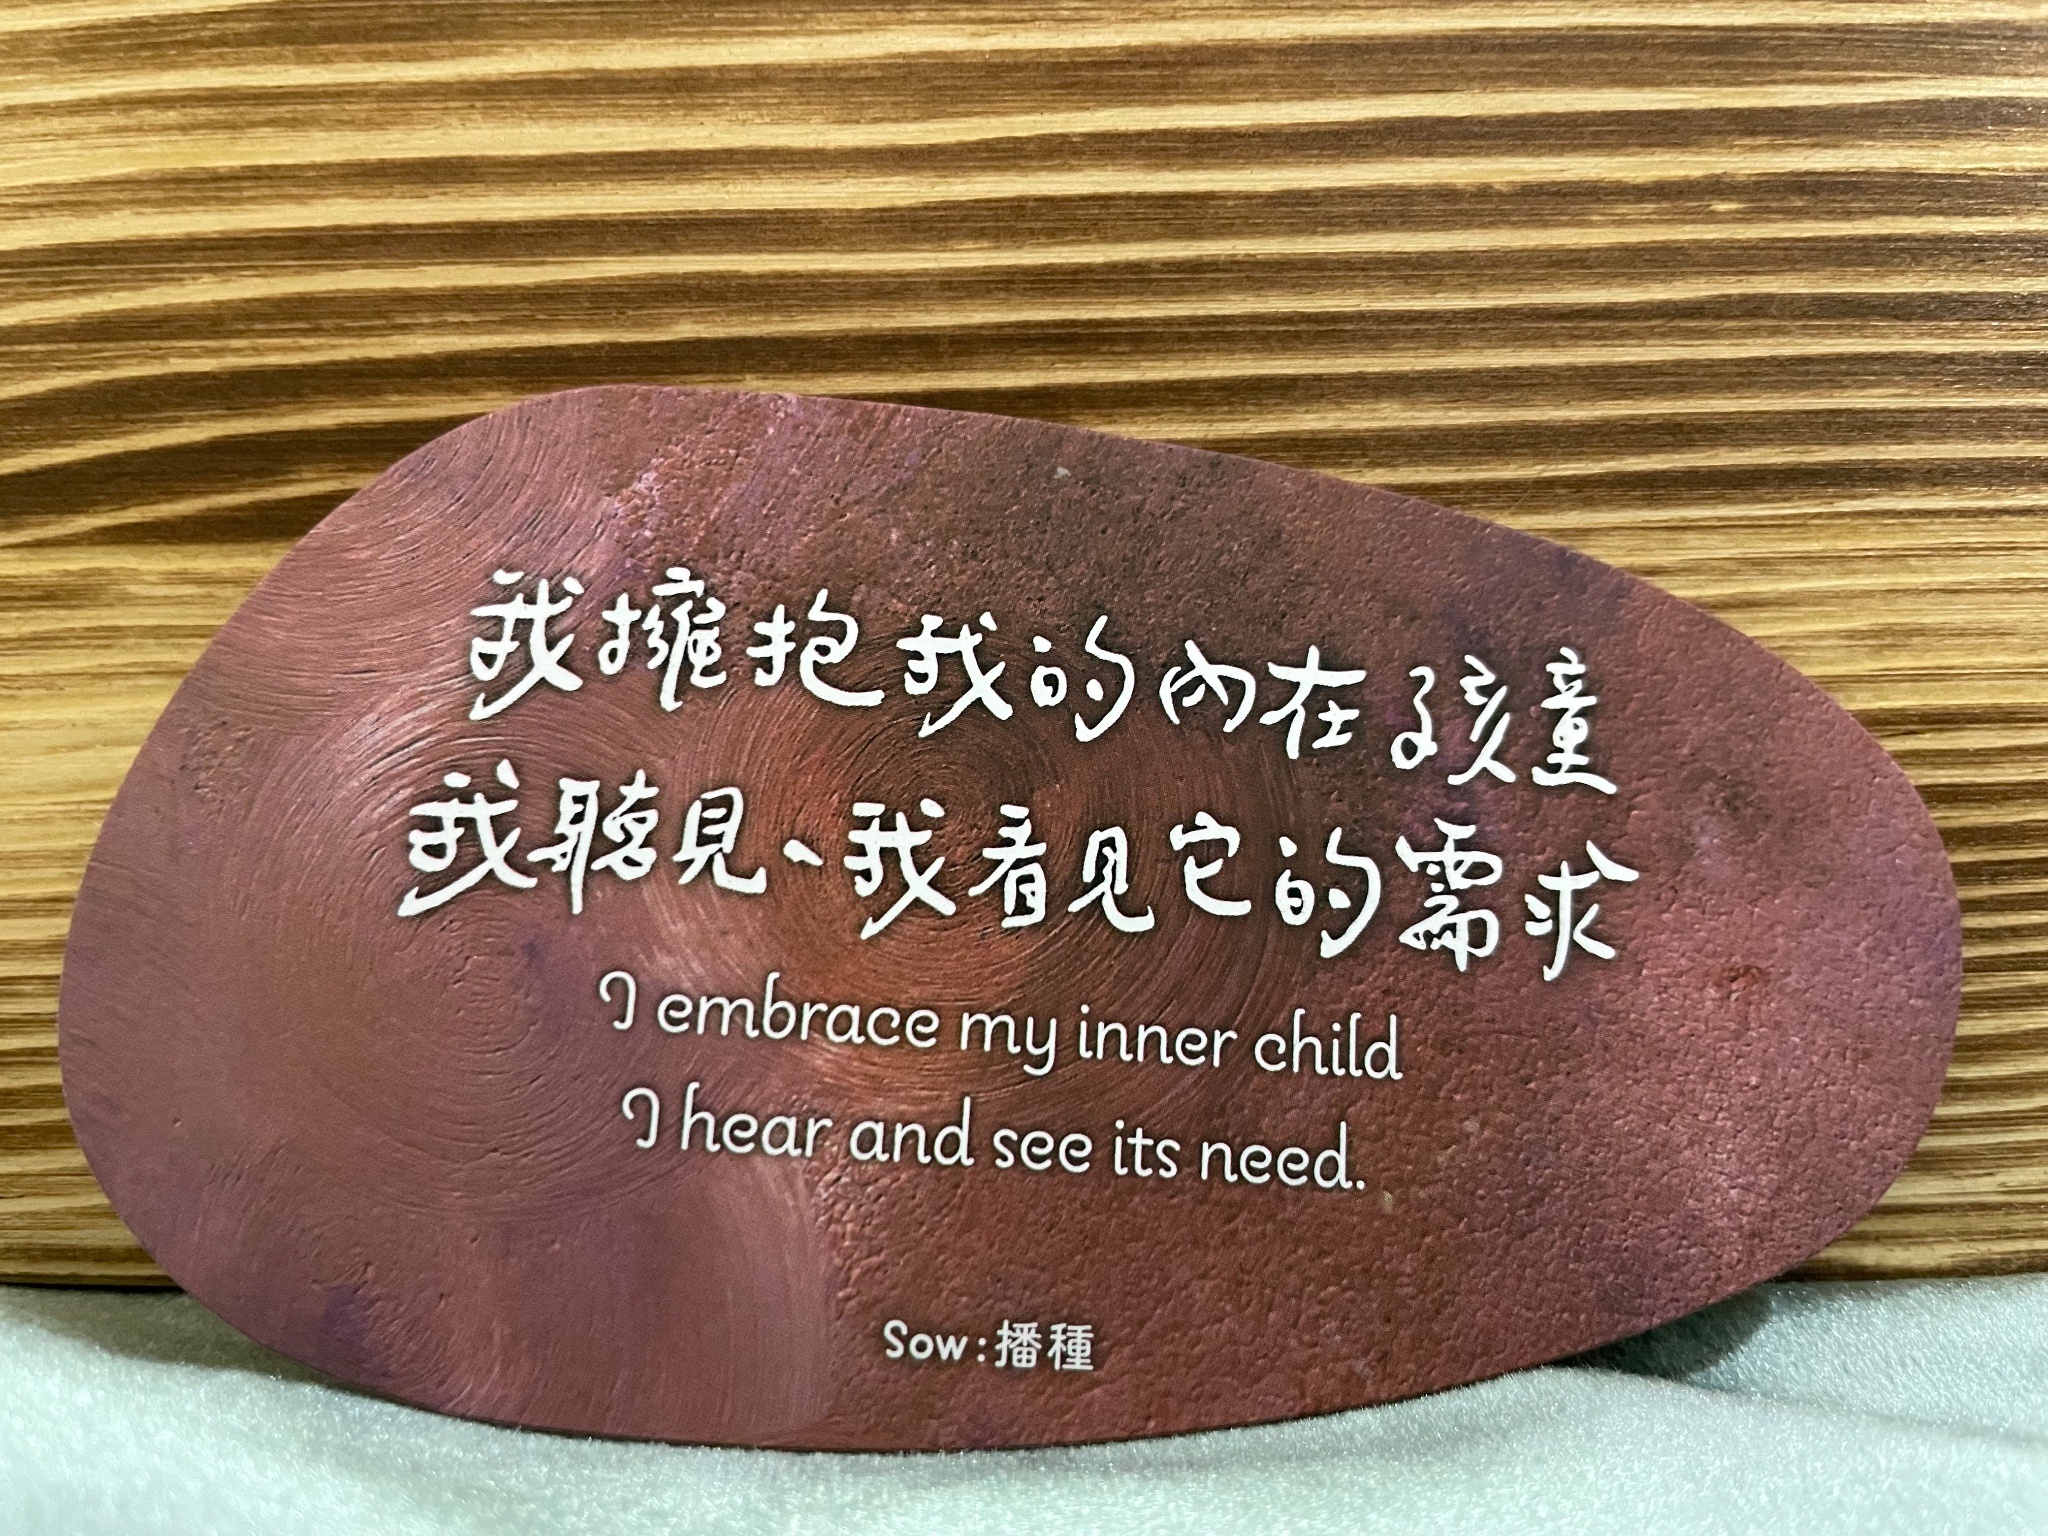 我擁抱我的內在孩童
我聽見、我看見它的需求
I embrace my inner child
I hear and see its need.
Sow:播種